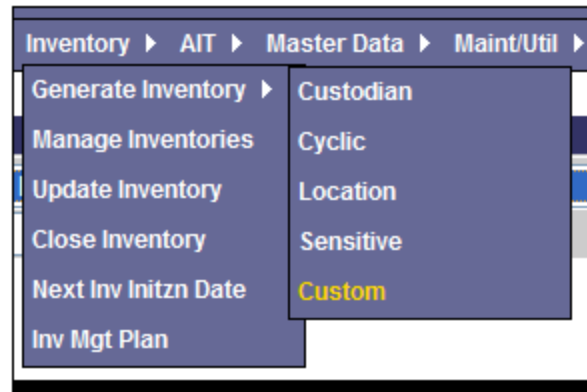 Inventory AIT Master Data Maint/Util
Generate Inventory
Manage Inventories
Update Inventory
Close Inventory
Next Inv Initzn Date
Inv Mgt Plan
Custodian
Cyclic
Location
Sensitive
Custom